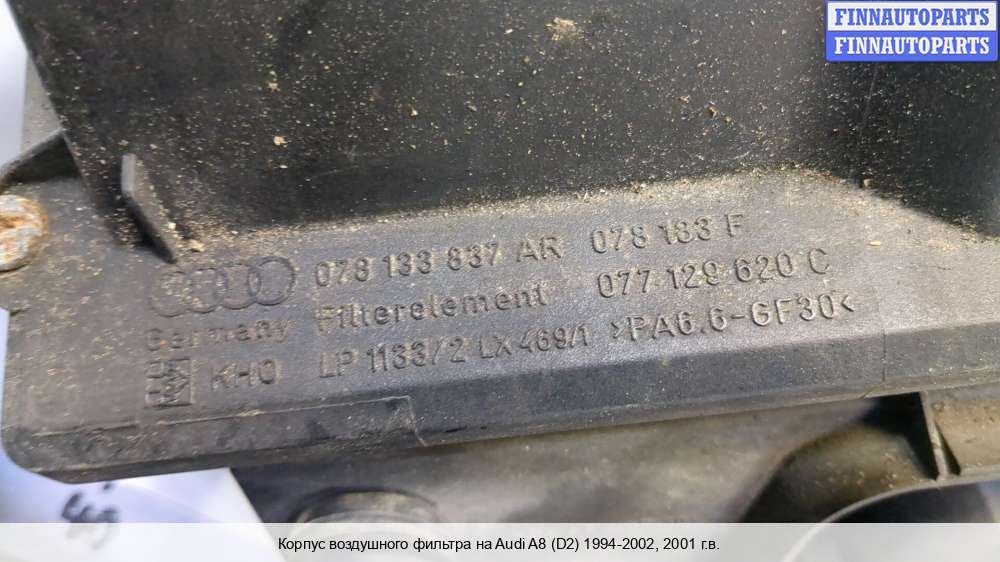 FINNAUTOPARTS
FINNAUTOPARTS
078 133 837 AR 078 133 F
Germany Filterelement 077 129 620 C
KHO LP 1133/2 LX 469/1 >PA6.6-GF30<
Корпус воздушного фильтра на Audi A8 (D2) 1994-2002, 2001 г.в.